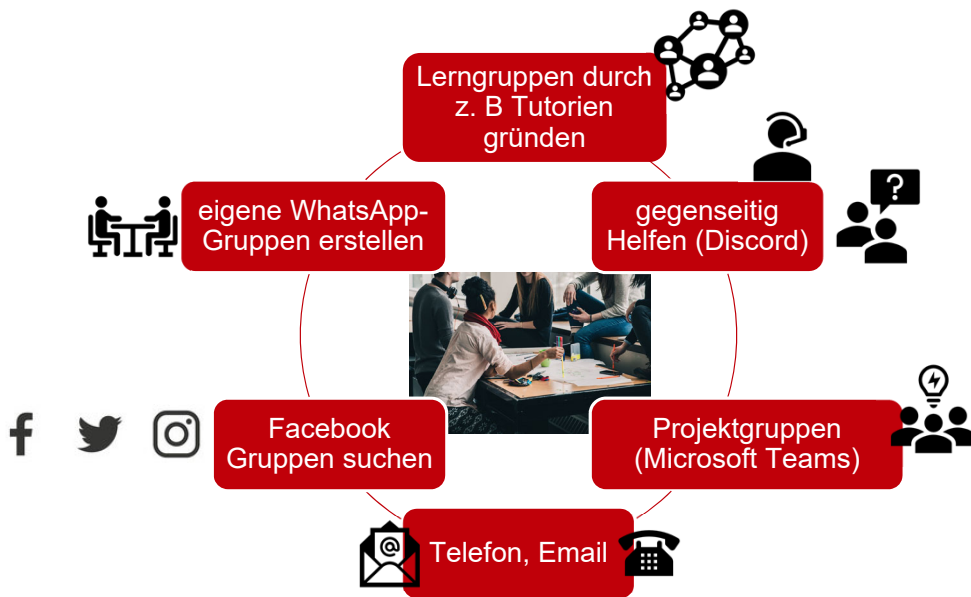 Lerngruppen durch
z. B Tutorien
gründen
gegenseitig
Helfen (Discord)
Projektgruppen
(Microsoft Teams)
Telefon, Email
Facebook
Gruppen suchen
eigene WhatsApp-
Gruppen erstellen